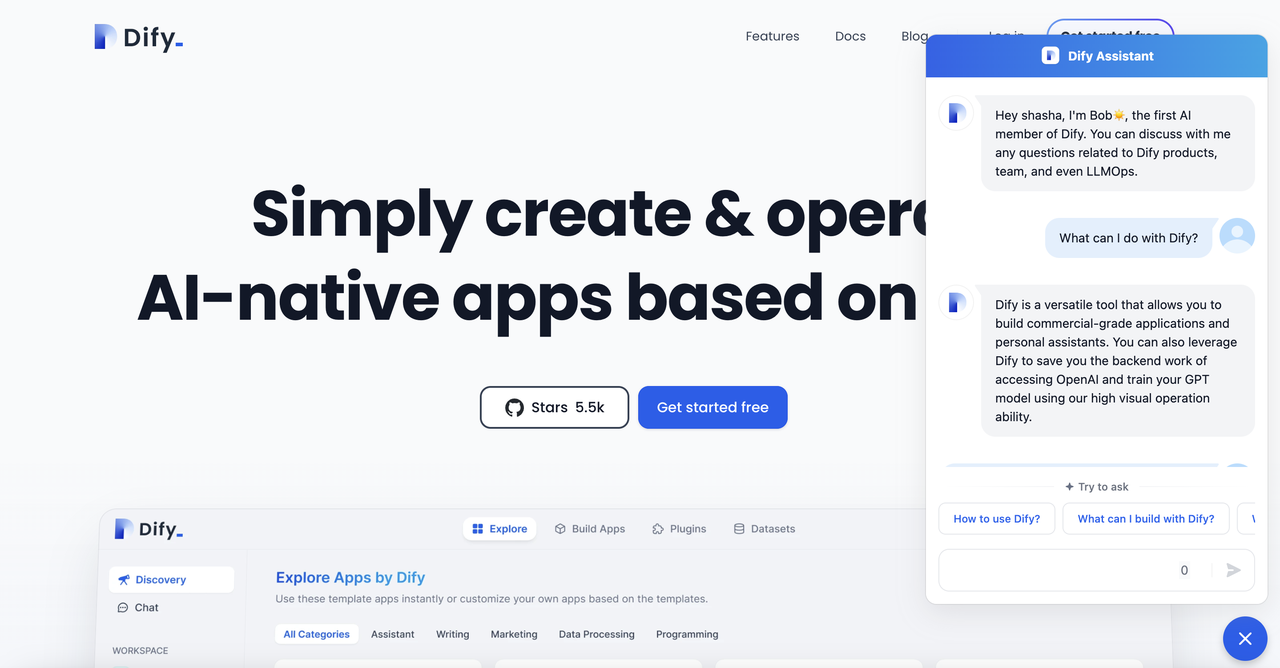 Dify_
Features
Docs
Blog
Log in
Get started free
Simply create & opera
AI-native apps based on
Stars 5.5k
Get started free
Dify_
Explore
Build Apps
Plugins
Datasets
Discovery
Chat
WORKSPACE
Explore Apps by Dify
Use these template apps instantly or customize your own apps based on the templates.
All Categories
Assistant
Writing
Marketing
Data Processing
Programming
Dify Assistant
Hey shasha, I'm Bob☀️, the first AI
member of Dify. You can discuss with me
any questions related to Dify products,
team, and even LLMOps.
What can I do with Dify?
Dify is a versatile tool that allows you to
build commercial-grade applications and
personal assistants. You can also leverage
Dify to save you the backend work of
accessing OpenAI and train your GPT
model using our high visual operation
ability.
Try to ask
How to use Dify?
What can I build with Dify?
0